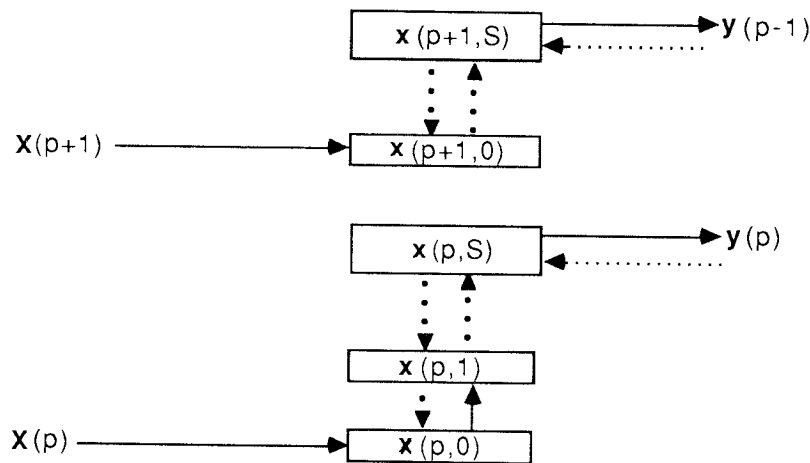 x (p+1,S)
y (p-1)
X(p+1)
x (p+1,0)
x (p,S)
y (p)
x (p,1)
X(p)
x (p,0)